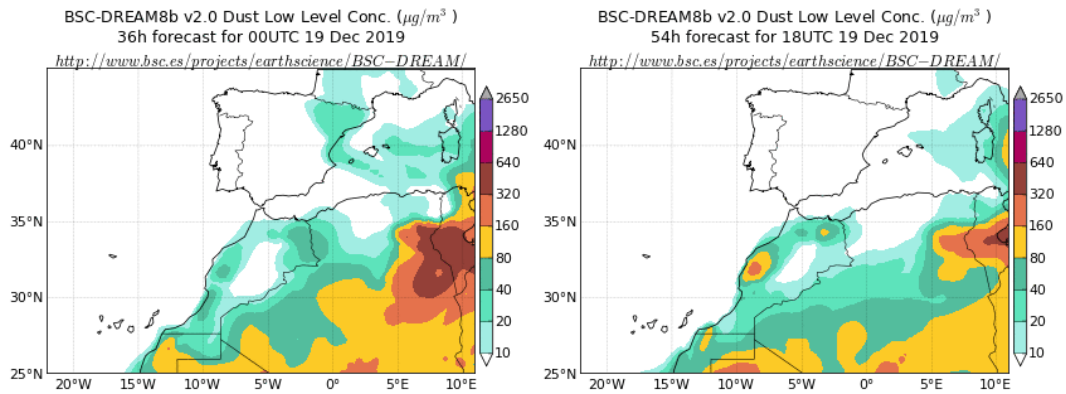 BSC-DREAM8b v2.0 Dust Low Level Conc. (μg/m³ )
36h forecast for 00UTC 19 Dec 2019
http://www.bsc.es/projects/earthscience/BSC−DREAM/
40°N
35°N
30°N
25°N
20°W 15°W 10°W 5°W 0° 5°E 10°E
2650
1280
640
320
160
80
40
20
10
BSC-DREAM8b v2.0 Dust Low Level Conc. (μg/m³ )
54h forecast for 18UTC 19 Dec 2019
http://www.bsc.es/projects/earthscience/BSC−DREAM/
40°N
35°N
30°N
25°N
20°W 15°W 10°W 5°W 0° 5°E 10°E
2650
1280
640
320
160
80
40
20
10